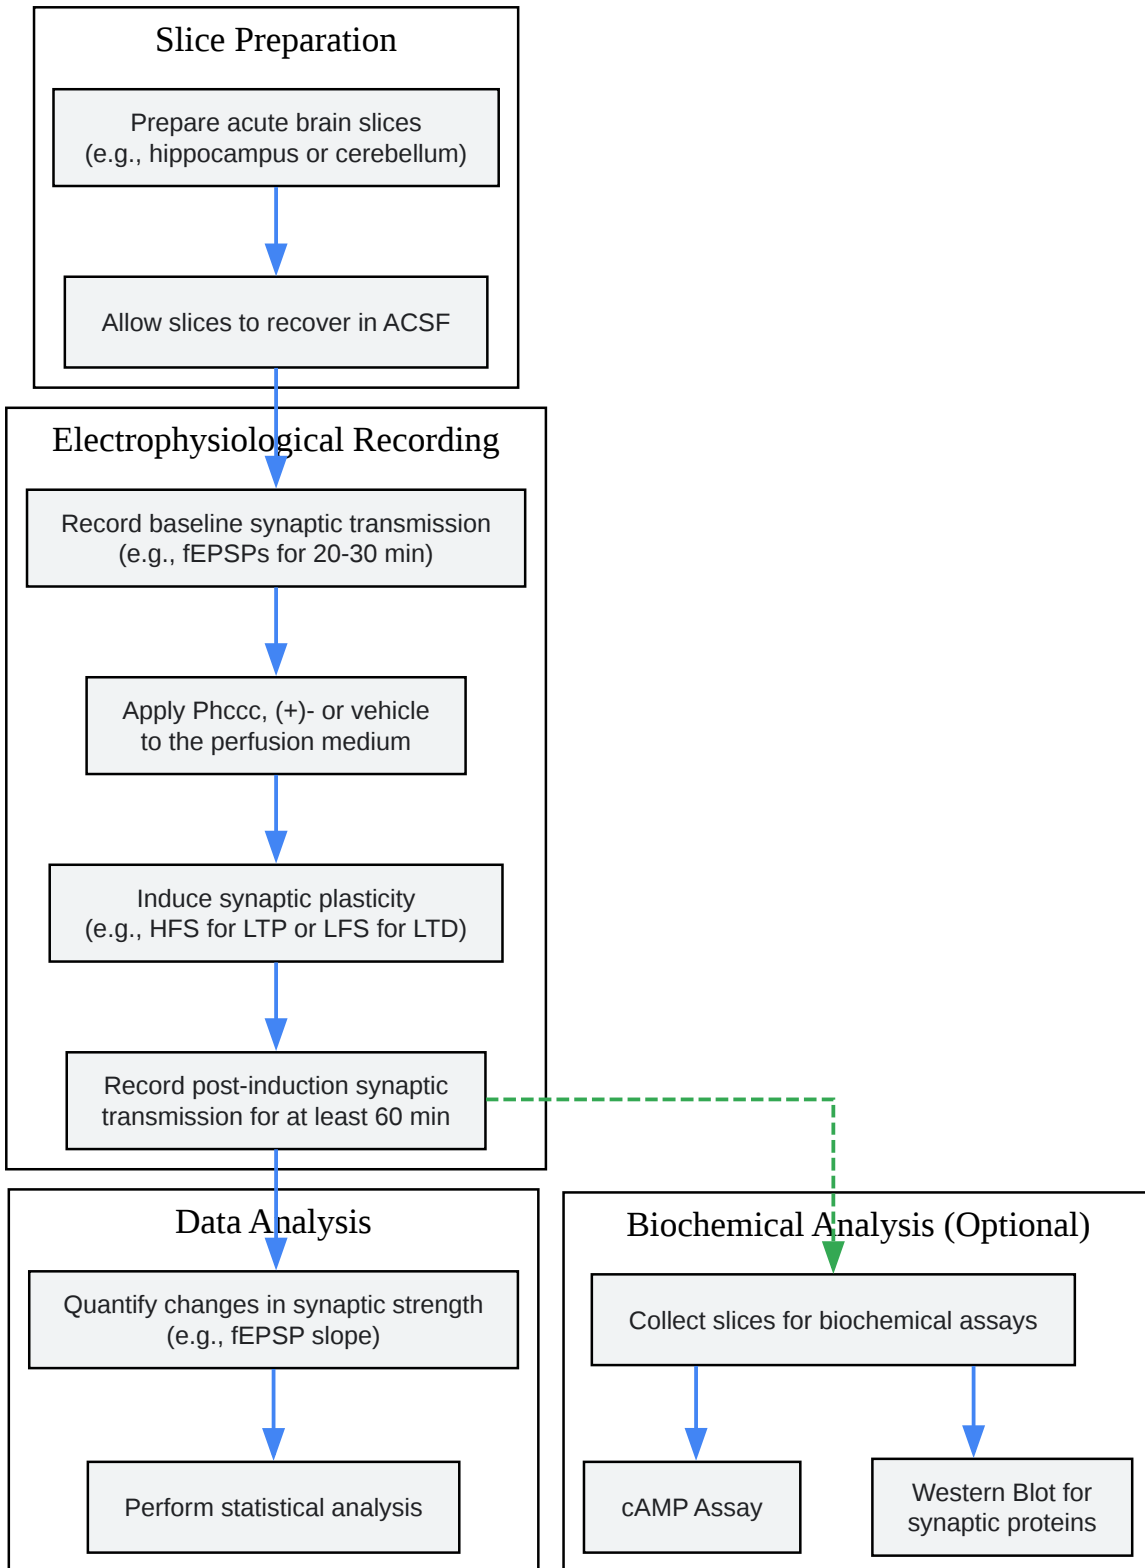 Slice Preparation
Prepare acute brain slices
(e.g., hippocampus or cerebellum)
Allow slices to recover in ACSF
Electrophysiological Recording
Record baseline synaptic transmission
(e.g., fEPSPs for 20-30 min)
Apply Phccc, (+)- or vehicle
to the perfusion medium
Induce synaptic plasticity
(e.g., HFS for LTP or LFS for LTD)
Record post-induction synaptic
transmission for at least 60 min
Data Analysis
Quantify changes in synaptic strength
(e.g., fEPSP slope)
Perform statistical analysis
Biochemical Analysis (Optional)
Collect slices for biochemical assays
cAMP Assay
Western Blot for
synaptic proteins